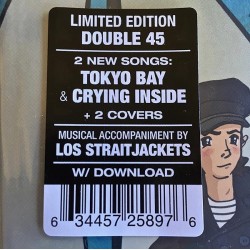 LIMITED EDITION
DOUBLE 45
2 NEW SONGS:
TOKYO BAY
& CRYING INSIDE
+ 2 COVERS
MUSICAL ACCOMPANIMENT BY
LOS STRAITJACKETS
W/ DOWNLOAD
6 34457 25897 6